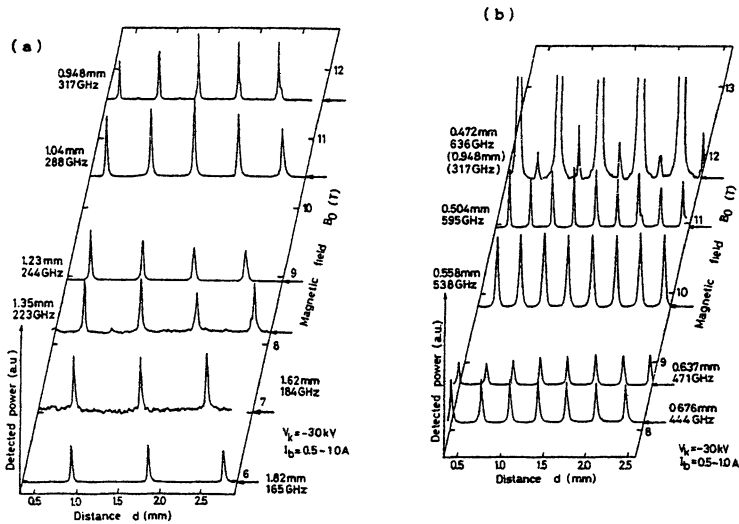 (a)
0.948mm
317GHz
1.04mm
288GHz
1.23mm
244GHz
1.35mm
223GHz
1.62mm
184GHz
1.82mm
165GHz
12
11
10
9
8
7
6
Magnetic field B₀ (T)
Detected power (a.u.)
Vₖ = -30kV
I_b = 0.5 - 1.0A
0.5 1.0 1.5 2.0 2.5
Distance d (mm)
(b)
0.472mm
636GHz
(0.948mm)
(317GHz)
0.504mm
595GHz
0.558mm
538GHz
0.637mm
471GHz
0.676mm
444GHz
13
12
11
10
9
8
Magnetic field B₀ (T)
Detected power (a.u.)
Vₖ = -30kV
I_b = 0.5 - 1.0A
0.5 1.0 1.5 2.0 2.5
Distance d (mm)